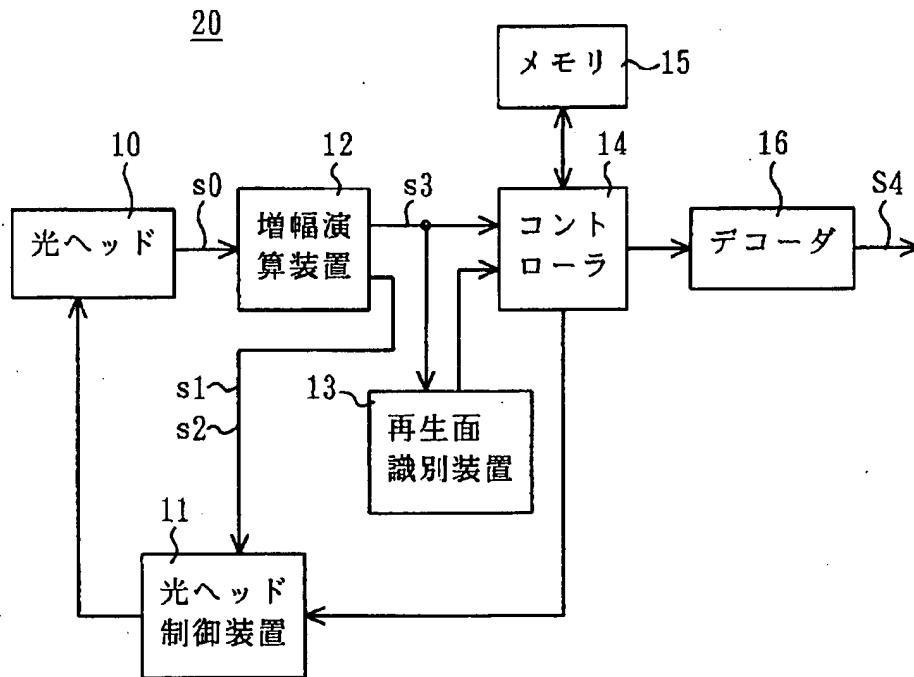 20
メモリ
15
10
12
14
16
s0
s3
S4
光ヘッド
増幅演
算装置
コント
ローラ
デコーダ
s1
s2
13
再生面
識別装置
11
光ヘッド
制御装置